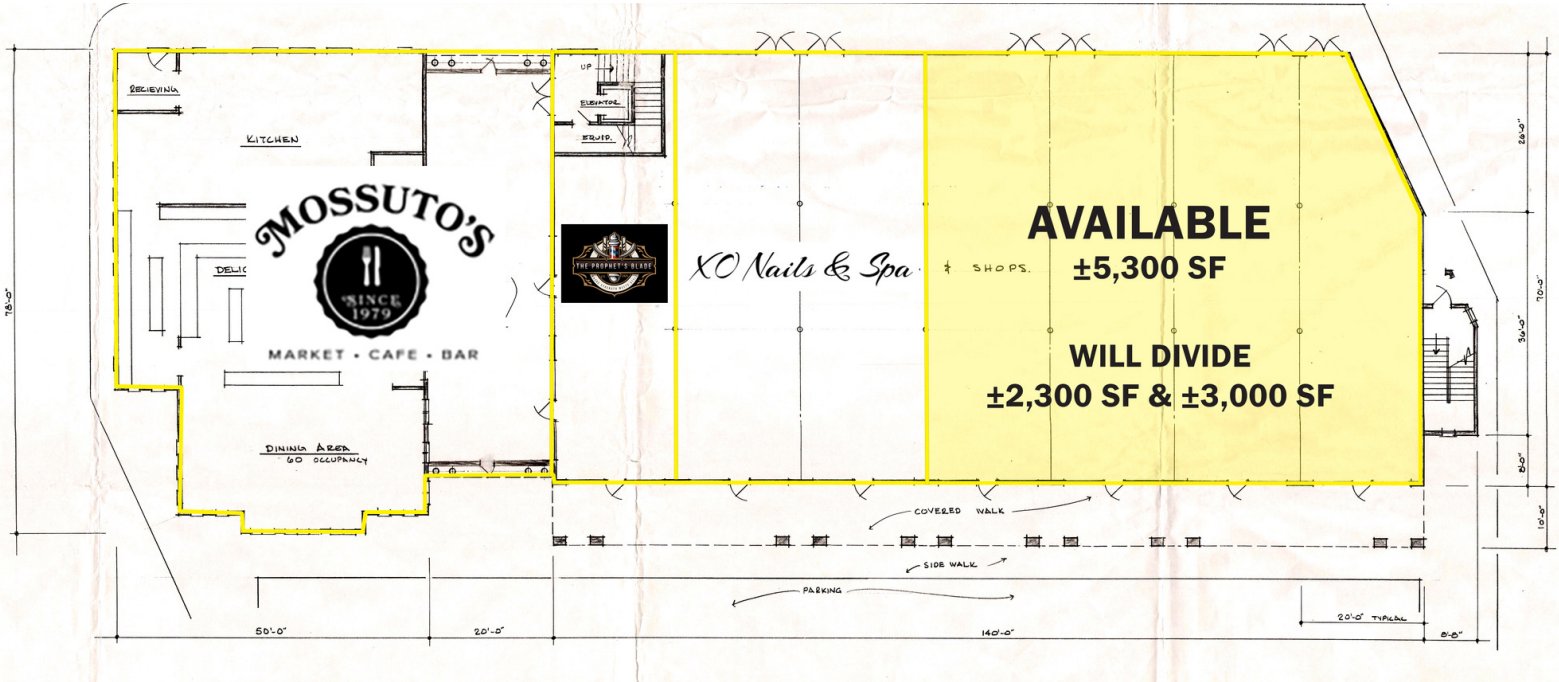 RECIEVING
KITCHEN
MOSSUTO'S
SINCE
1979
MARKET • CAFE • BAR
DELIC
DINING AREA
60 OCCUPANCY
UP
ELEVATOR
EQUIP.
THE PROPHET'S BLADE
XO Nails & Spa
& SHOPS.
AVAILABLE
±5,300 SF
WILL DIVIDE
±2,300 SF & ±3,000 SF
COVERED WALK
SIDE WALK
PARKING
78'-0"
26'-0"
36'-0"
70'-0"
8'-0"
10'-0"
50'-0"
20'-0"
140'-0"
20'-0" TYPICAL
8'-8"